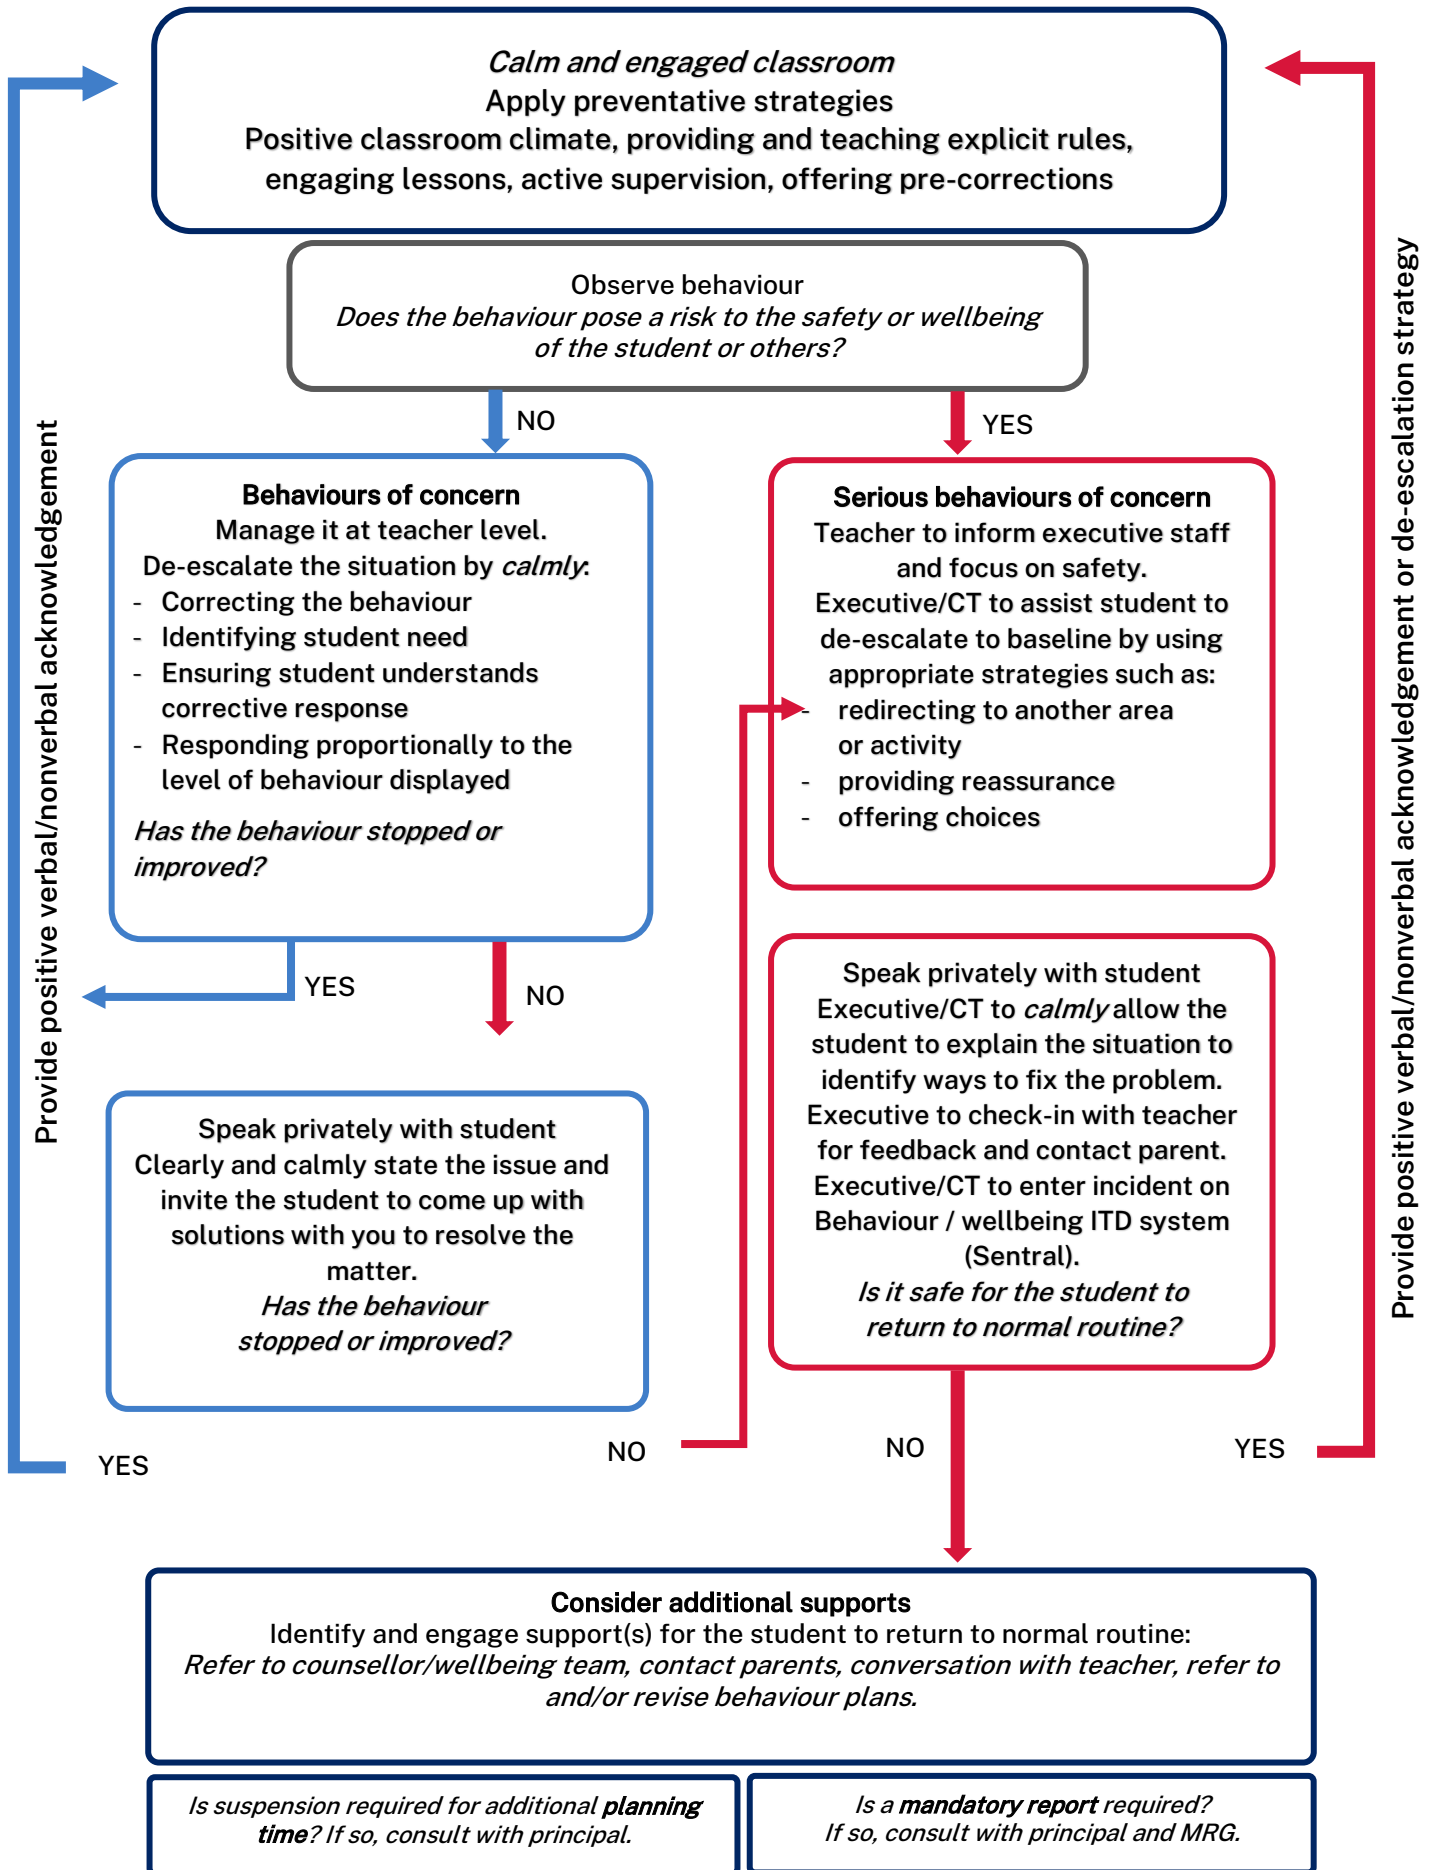 Calm and engaged classroom
Apply preventative strategies
Positive classroom climate, providing and teaching explicit rules,
engaging lessons, active supervision, offering pre-corrections
Observe behaviour
Does the behaviour pose a risk to the safety or wellbeing
of the student or others?
NO
YES
Behaviours of concern
Manage it at teacher level.
De-escalate the situation by calmly:
- Correcting the behaviour
- Identifying student need
- Ensuring student understands
corrective response
- Responding proportionally to the
level of behaviour displayed
Has the behaviour stopped or
improved?
YES
NO
Speak privately with student
Clearly and calmly state the issue and
invite the student to come up with
solutions with you to resolve the
matter.
Has the behaviour
stopped or improved?
YES
NO
Provide positive verbal/nonverbal acknowledgement
Serious behaviours of concern
Teacher to inform executive staff
and focus on safety.
Executive/CT to assist student to
de-escalate to baseline by using
appropriate strategies such as:
- redirecting to another area
or activity
- providing reassurance
- offering choices
Speak privately with student
Executive/CT to calmly allow the
student to explain the situation to
identify ways to fix the problem.
Executive to check-in with teacher
for feedback and contact parent.
Executive/CT to enter incident on
Behaviour / wellbeing ITD system
(Sentral).
Is it safe for the student to
return to normal routine?
NO
YES
Provide positive verbal/nonverbal acknowledgement or de-escalation strategy
Consider additional supports
Identify and engage support(s) for the student to return to normal routine:
Refer to counsellor/wellbeing team, contact parents, conversation with teacher, refer to
and/or revise behaviour plans.
Is suspension required for additional planning
time? If so, consult with principal.
Is a mandatory report required?
If so, consult with principal and MRG.